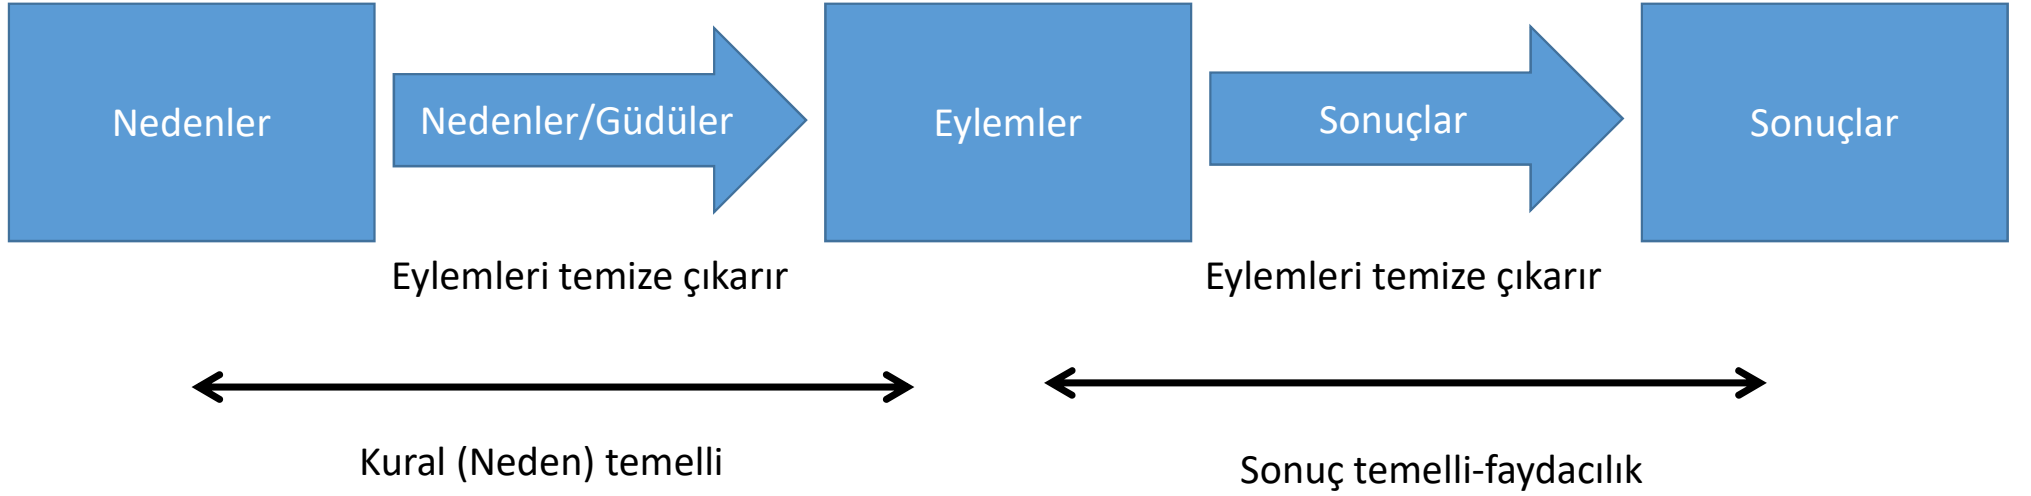 Nedenler
Nedenler/Güdüler
Eylemler
Sonuçlar
Sonuçlar
Eylemleri temize çıkarır
Eylemleri temize çıkarır
Kural (Neden) temelli
Sonuç temelli-faydacılık